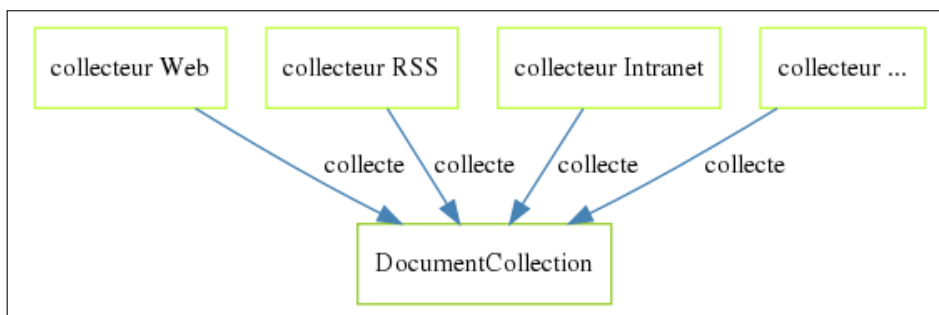 collecteur Web
collecteur RSS
collecteur Intranet
collecteur ...
collecte
collecte
collecte
collecte
DocumentCollection